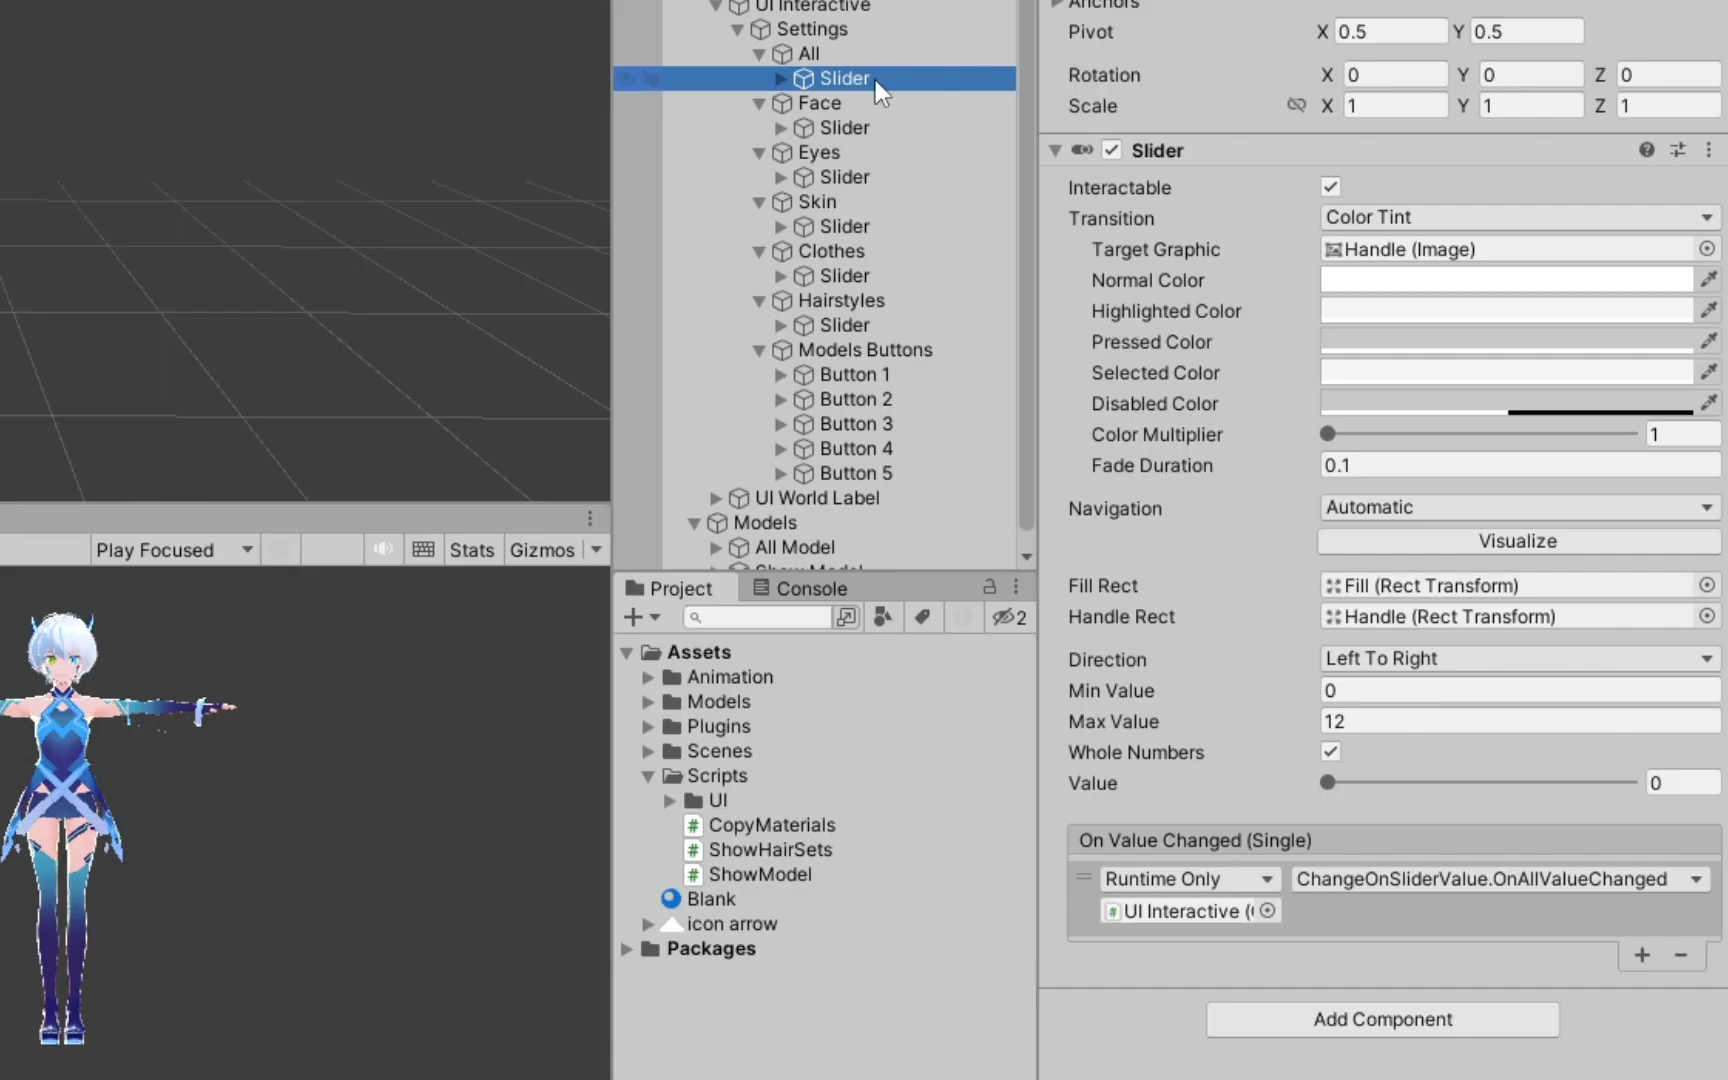 UI Interactive
Settings
All
Slider
Face
Slider
Eyes
Slider
Skin
Slider
Clothes
Slider
Hairstyles
Slider
Models Buttons
Button 1
Button 2
Button 3
Button 4
Button 5
UI World Label
Models
All Model
Show Model
Play Focused
Stats
Gizmos
Project
Console
2
Assets
Animation
Models
Plugins
Scenes
Scripts
UI
# CopyMaterials
# ShowHairSets
# ShowModel
Blank
icon arrow
Packages
Anchors
Pivot X 0.5 Y 0.5
Rotation X 0 Y 0 Z 0
Scale X 1 Y 1 Z 1
Slider
Interactable
Transition Color Tint
Target Graphic Handle (Image)
Normal Color
Highlighted Color
Pressed Color
Selected Color
Disabled Color
Color Multiplier 1
Fade Duration 0.1
Navigation Automatic
Visualize
Fill Rect Fill (Rect Transform)
Handle Rect Handle (Rect Transform)
Direction Left To Right
Min Value 0
Max Value 12
Whole Numbers
Value 0
On Value Changed (Single)
Runtime Only ChangeOnSliderValue.OnAllValueChanged
# UI Interactive (
+ −
Add Component